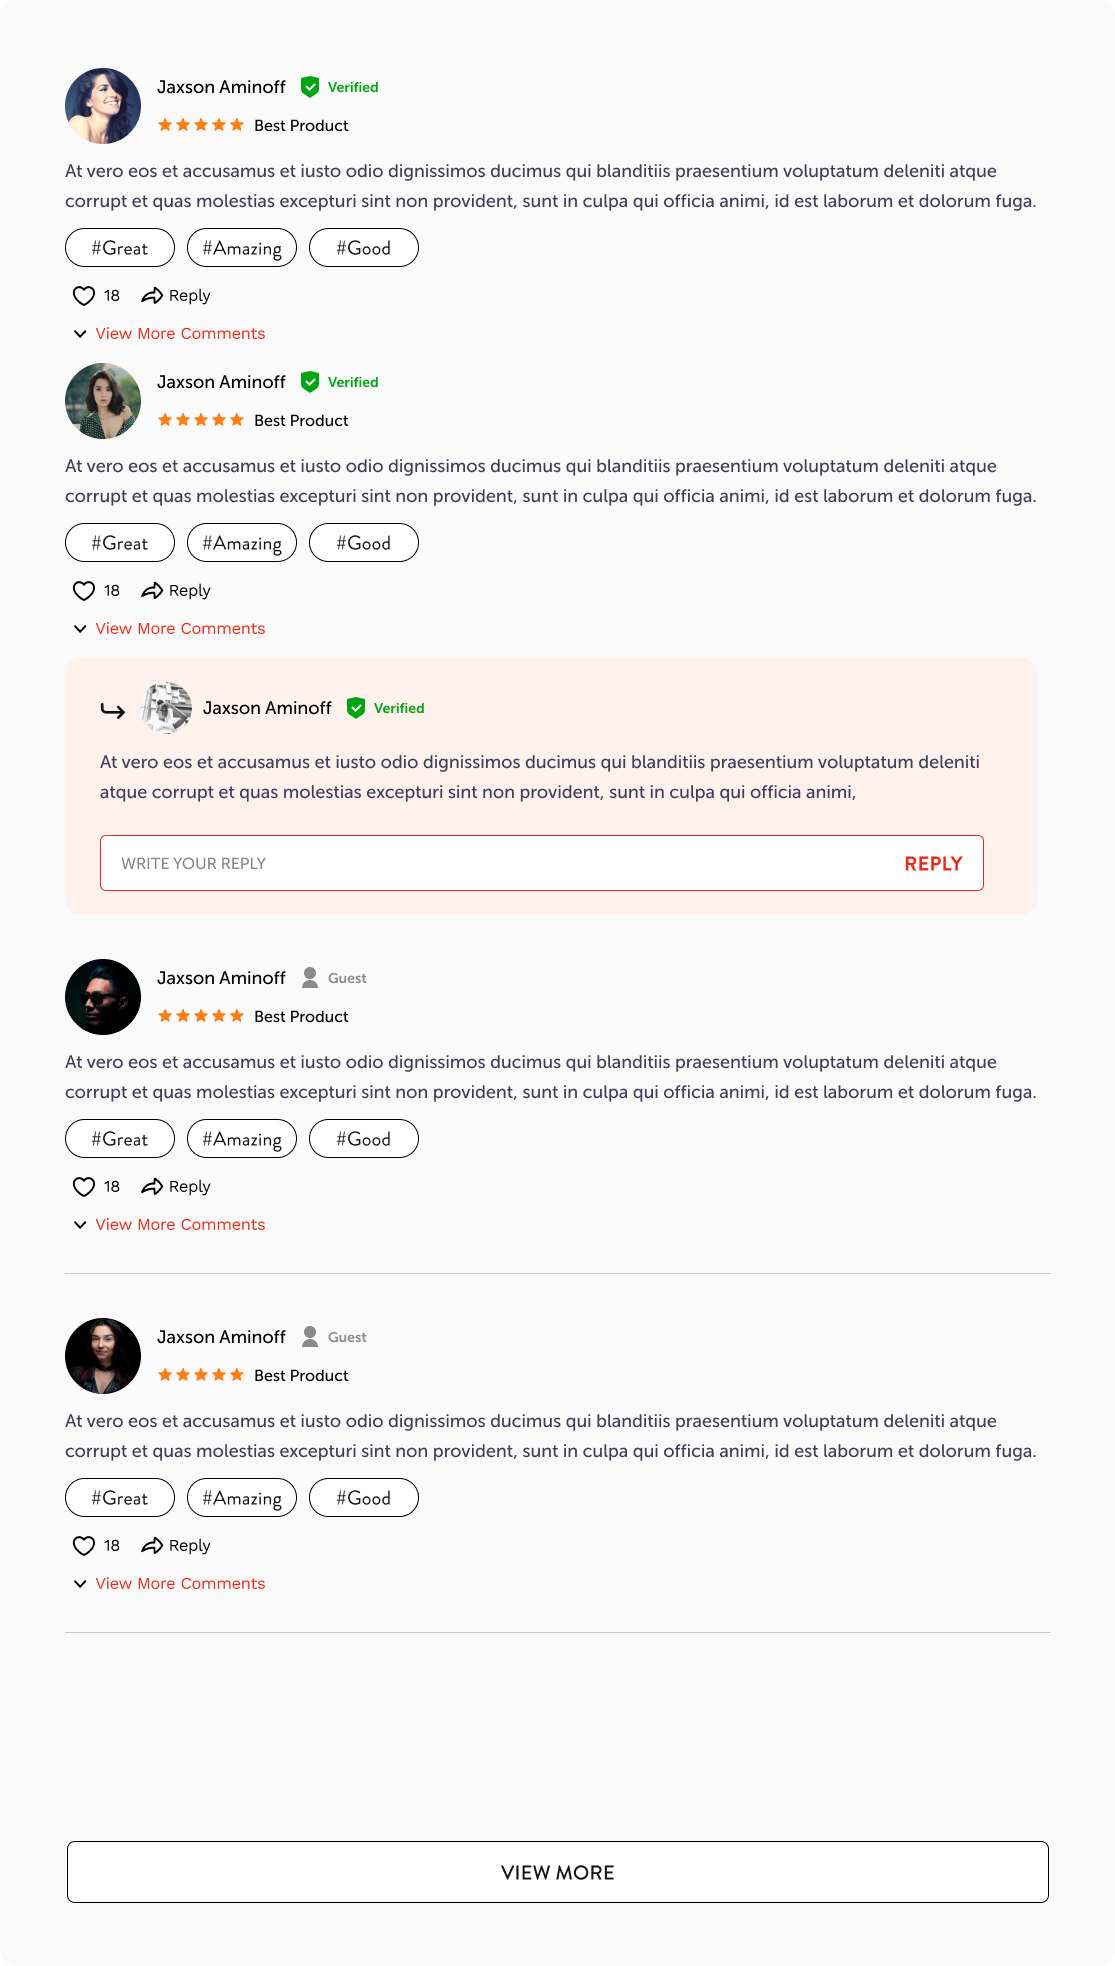 Jaxson Aminoff Verified
Best Product
At vero eos et accusamus et iusto odio dignissimos ducimus qui blanditiis praesentium voluptatum deleniti atque
corrupt et quas molestias excepturi sint non provident, sunt in culpa qui officia animi, id est laborum et dolorum fuga.
#Great #Amazing #Good
18 Reply
View More Comments
Jaxson Aminoff Verified
Best Product
At vero eos et accusamus et iusto odio dignissimos ducimus qui blanditiis praesentium voluptatum deleniti atque
corrupt et quas molestias excepturi sint non provident, sunt in culpa qui officia animi, id est laborum et dolorum fuga.
#Great #Amazing #Good
18 Reply
View More Comments
Jaxson Aminoff Verified
At vero eos et accusamus et iusto odio dignissimos ducimus qui blanditiis praesentium voluptatum deleniti
atque corrupt et quas molestias excepturi sint non provident, sunt in culpa qui officia animi,
WRITE YOUR REPLY REPLY
Jaxson Aminoff Guest
Best Product
At vero eos et accusamus et iusto odio dignissimos ducimus qui blanditiis praesentium voluptatum deleniti atque
corrupt et quas molestias excepturi sint non provident, sunt in culpa qui officia animi, id est laborum et dolorum fuga.
#Great #Amazing #Good
18 Reply
View More Comments
Jaxson Aminoff Guest
Best Product
At vero eos et accusamus et iusto odio dignissimos ducimus qui blanditiis praesentium voluptatum deleniti atque
corrupt et quas molestias excepturi sint non provident, sunt in culpa qui officia animi, id est laborum et dolorum fuga.
#Great #Amazing #Good
18 Reply
View More Comments
VIEW MORE